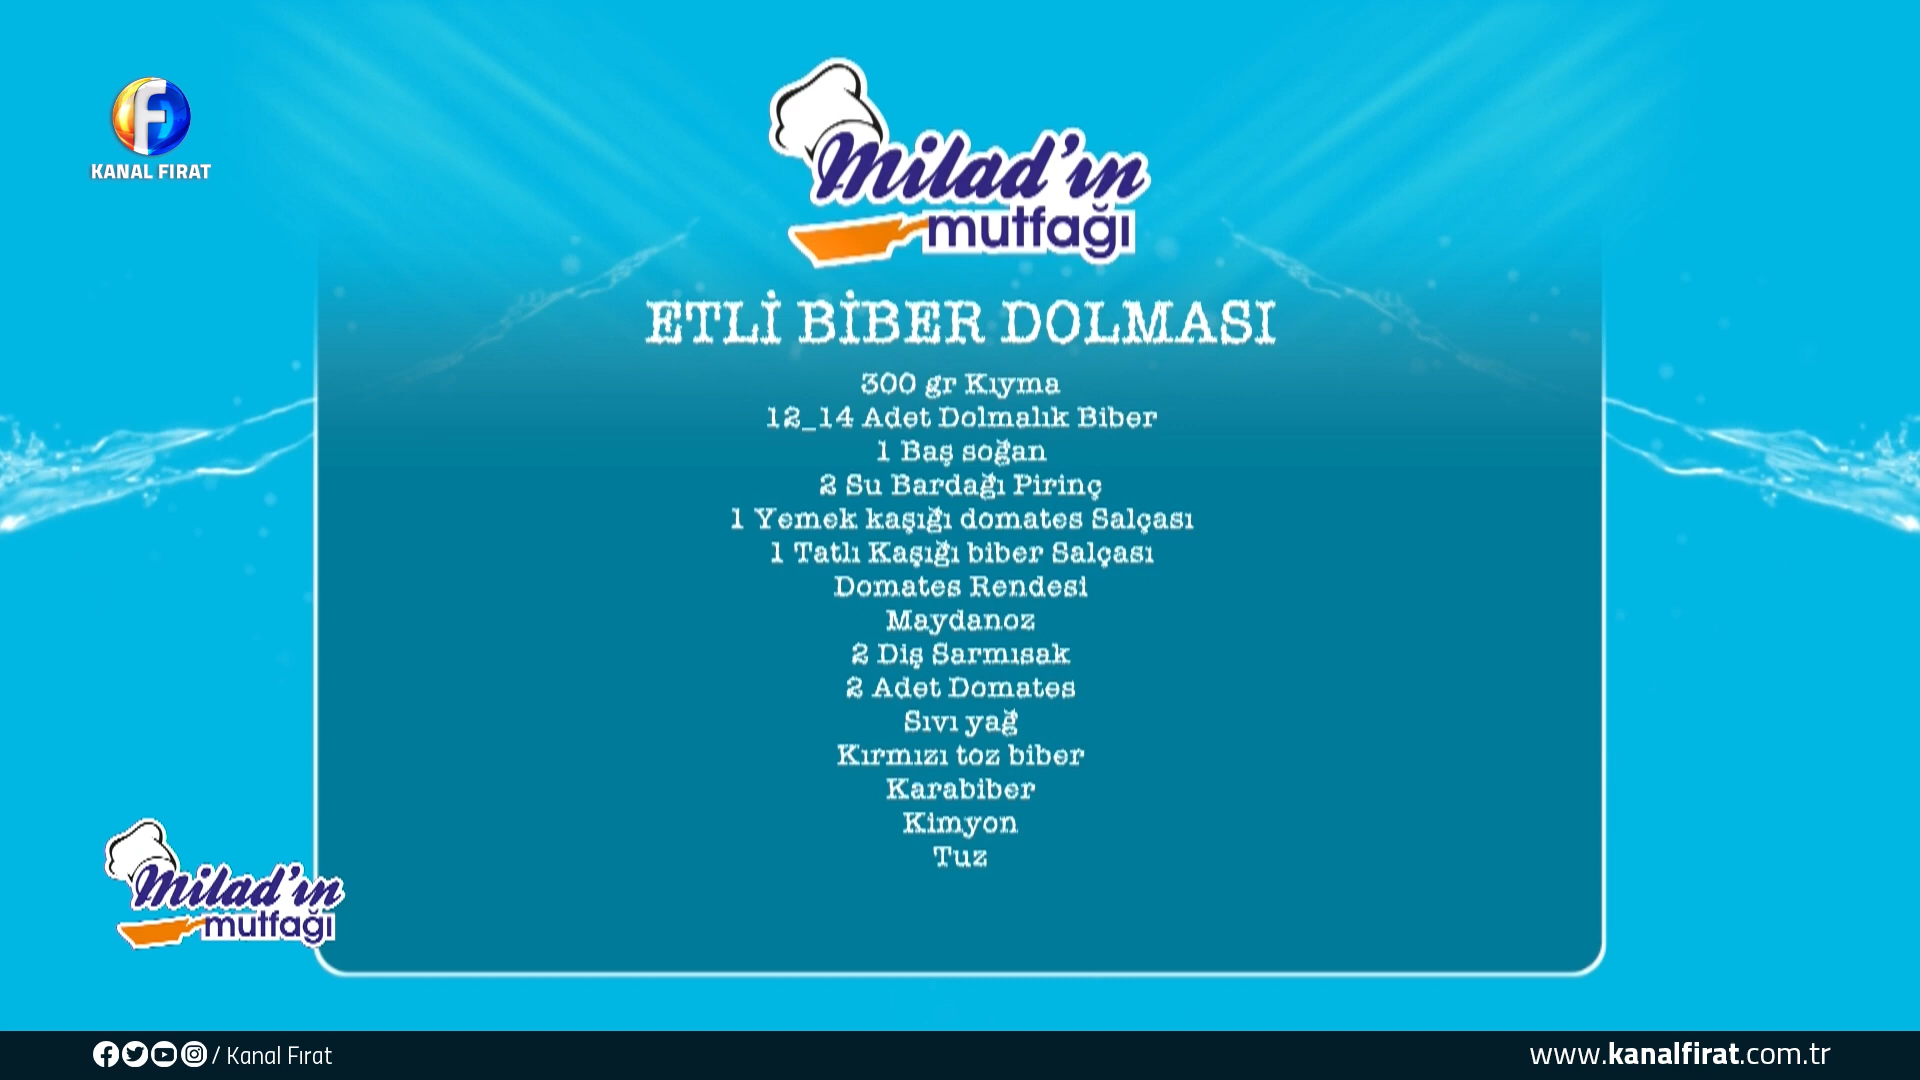 KANAL FIRAT
Milad'ın
mutfağı
ETLİ BİBER DOLMASI
300 gr Kıyma
12_14 Adet Dolmalık Biber
1 Baş soğan
2 Su Bardağı Pirinç
1 Yemek kaşığı domates Salçası
1 Tatlı Kaşığı biber Salçası
Domates Rendesi
Maydanoz
2 Diş Sarmısak
2 Adet Domates
Sıvı yağ
Kırmızı toz biber
Karabiber
Kimyon
Tuz
Milad'ın
mutfağı
/ Kanal Fırat
www.kanalfirat.com.tr